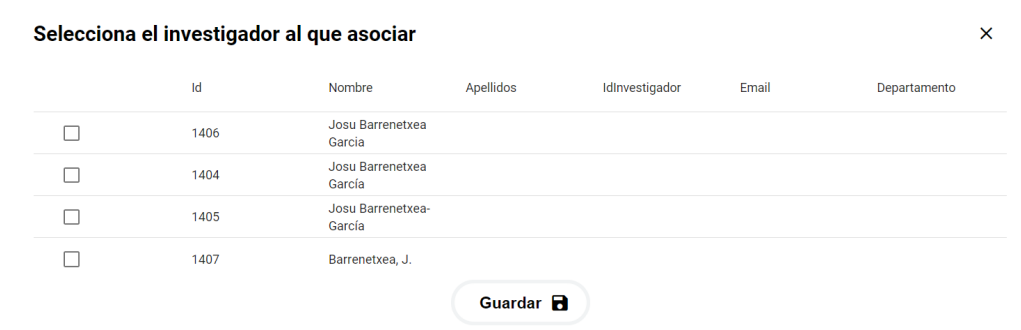 Selecciona el investigador al que asociar
Id Nombre Apellidos IdInvestigador Email Departamento
1406 Josu Barrenetxea
Garcia
1404 Josu Barrenetxea
García
1405 Josu Barrenetxea-
García
1407 Barrenetxea, J.
Guardar